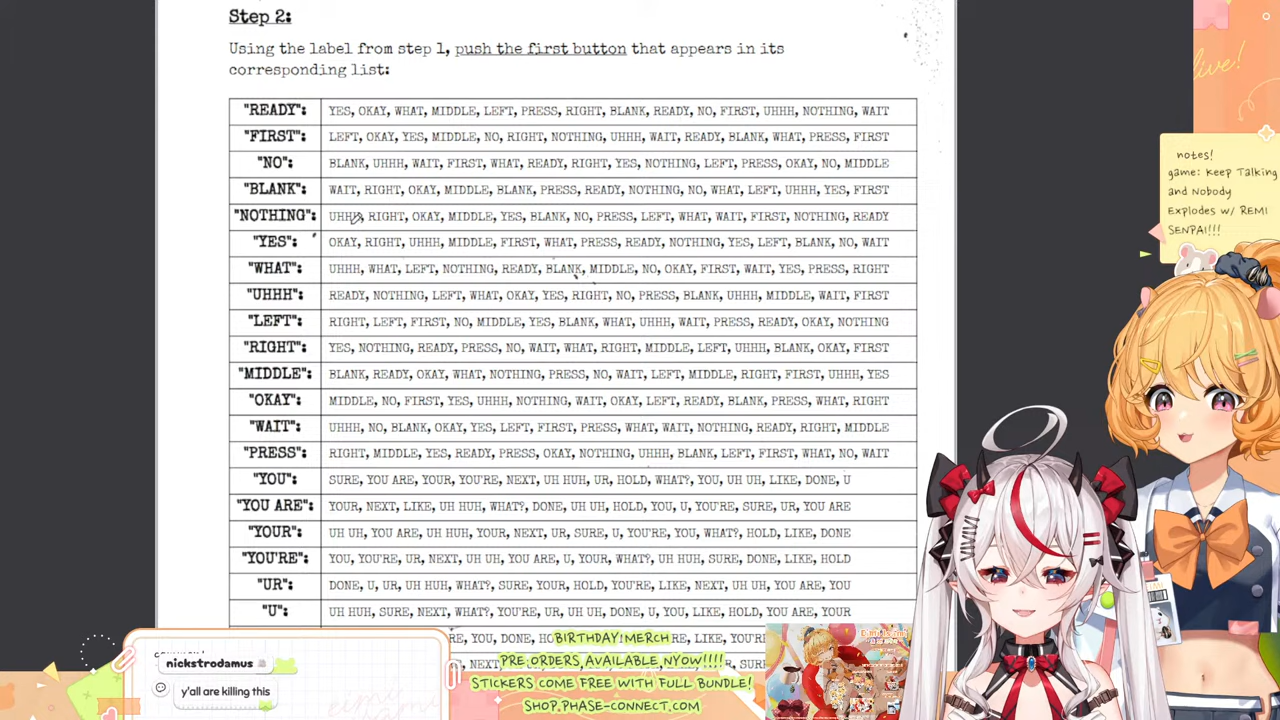 Step 2:
Using the label from step 1, push the first button that appears in its
corresponding list:
"READY": YES, OKAY, WHAT, MIDDLE, LEFT, PRESS, RIGHT, BLANK, READY, NO, FIRST, UHHH, NOTHING, WAIT
"FIRST": LEFT, OKAY, YES, MIDDLE, NO, RIGHT, NOTHING, UHHH, WAIT, READY, BLANK, WHAT, PRESS, FIRST
"NO": BLANK, UHHH, WAIT, FIRST, WHAT, READY, RIGHT, YES, NOTHING, LEFT, PRESS, OKAY, NO, MIDDLE
"BLANK": WAIT, RIGHT, OKAY, MIDDLE, BLANK, PRESS, READY, NOTHING, NO, WHAT, LEFT, UHHH, YES, FIRST
"NOTHING": UHHH, RIGHT, OKAY, MIDDLE, YES, BLANK, NO, PRESS, LEFT, WHAT, WAIT, FIRST, NOTHING, READY
"YES": OKAY, RIGHT, UHHH, MIDDLE, FIRST, WHAT, PRESS, READY, NOTHING, YES, LEFT, BLANK, NO, WAIT
"WHAT": UHHH, WHAT, LEFT, NOTHING, READY, BLANK, MIDDLE, NO, OKAY, FIRST, WAIT, YES, PRESS, RIGHT
"UHHH": READY, NOTHING, LEFT, WHAT, OKAY, YES, RIGHT, NO, PRESS, BLANK, UHHH, MIDDLE, WAIT, FIRST
"LEFT": RIGHT, LEFT, FIRST, NO, MIDDLE, YES, BLANK, WHAT, UHHH, WAIT, PRESS, READY, OKAY, NOTHING
"RIGHT": YES, NOTHING, READY, PRESS, NO, WAIT, WHAT, RIGHT, MIDDLE, LEFT, UHHH, BLANK, OKAY, FIRST
"MIDDLE": BLANK, READY, OKAY, WHAT, NOTHING, PRESS, NO, WAIT, LEFT, MIDDLE, RIGHT, FIRST, UHHH, YES
"OKAY": MIDDLE, NO, FIRST, YES, UHHH, NOTHING, WAIT, OKAY, LEFT, READY, BLANK, PRESS, WHAT, RIGHT
"WAIT": UHHH, NO, BLANK, OKAY, YES, LEFT, FIRST, PRESS, WHAT, WAIT, NOTHING, READY, RIGHT, MIDDLE
"PRESS": RIGHT, MIDDLE, YES, READY, PRESS, OKAY, NOTHING, UHHH, BLANK, LEFT, FIRST, WHAT, NO, WAIT
"YOU": SURE, YOU ARE, YOUR, YOU'RE, NEXT, UH HUH, UR, HOLD, WHAT?, YOU, UH UH, LIKE, DONE, U
"YOU ARE": YOUR, NEXT, LIKE, UH HUH, WHAT?, DONE, UH UH, HOLD, YOU, U, YOU'RE, SURE, UR, YOU ARE
"YOUR": UH UH, YOU ARE, UH HUH, YOUR, NEXT, UR, SURE, U, YOU'RE, YOU, WHAT?, HOLD, LIKE, DONE
"YOU'RE": YOU, YOU'RE, UR, NEXT, UH UH, YOU ARE, U, YOUR, WHAT?, UH HUH, SURE, DONE, LIKE, HOLD
"UR": DONE, U, UR, UH HUH, WHAT?, SURE, YOUR, HOLD, YOU'RE, LIKE, NEXT, UH UH, YOU ARE, YOU
"U": UH HUH, SURE, NEXT, WHAT?, YOU'RE, UR, UH UH, DONE, U, YOU, LIKE, HOLD, YOU ARE, YOUR
RE, YOU, DONE, RE, LIKE, YOU'RE
BIRTHDAY MERCH
SHOP
live!
notes!
game: Keep Talking
and Nobody
Explodes w/ REMI
SENPAI!!!
nickstrodamus
y'all are killing this